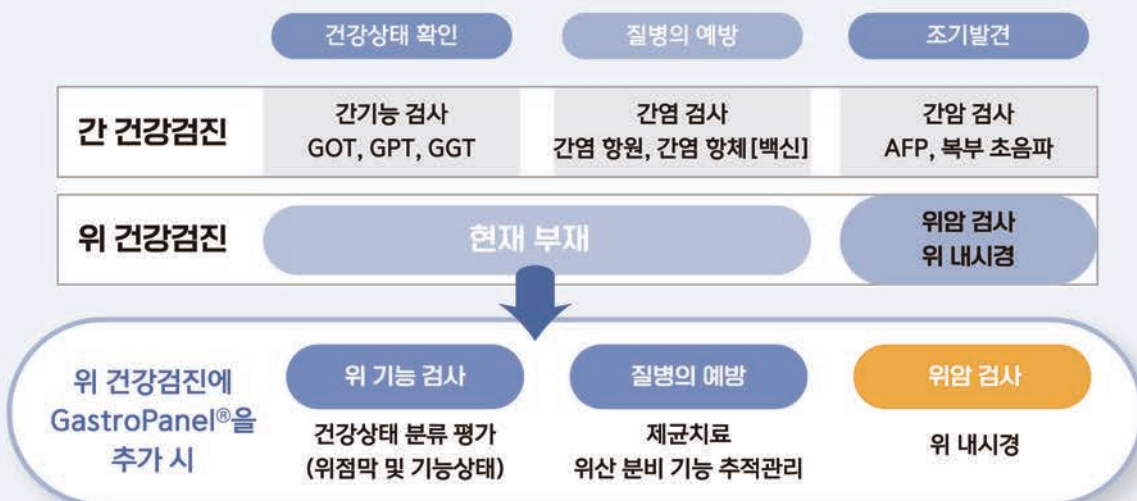 건강상태 확인
질병의 예방
조기발견
간 건강검진
간기능 검사
GOT, GPT, GGT
간염 검사
간염 항원, 간염 항체[백신]
간암 검사
AFP, 복부 초음파
위 건강검진
현재 부재
위암 검사
위 내시경
위 건강검진에
GastroPanel®을
추가 시
위 기능 검사
건강상태 분류 평가
(위점막 및 기능상태)
질병의 예방
제균치료
위산 분비 기능 추적관리
위암 검사
위 내시경